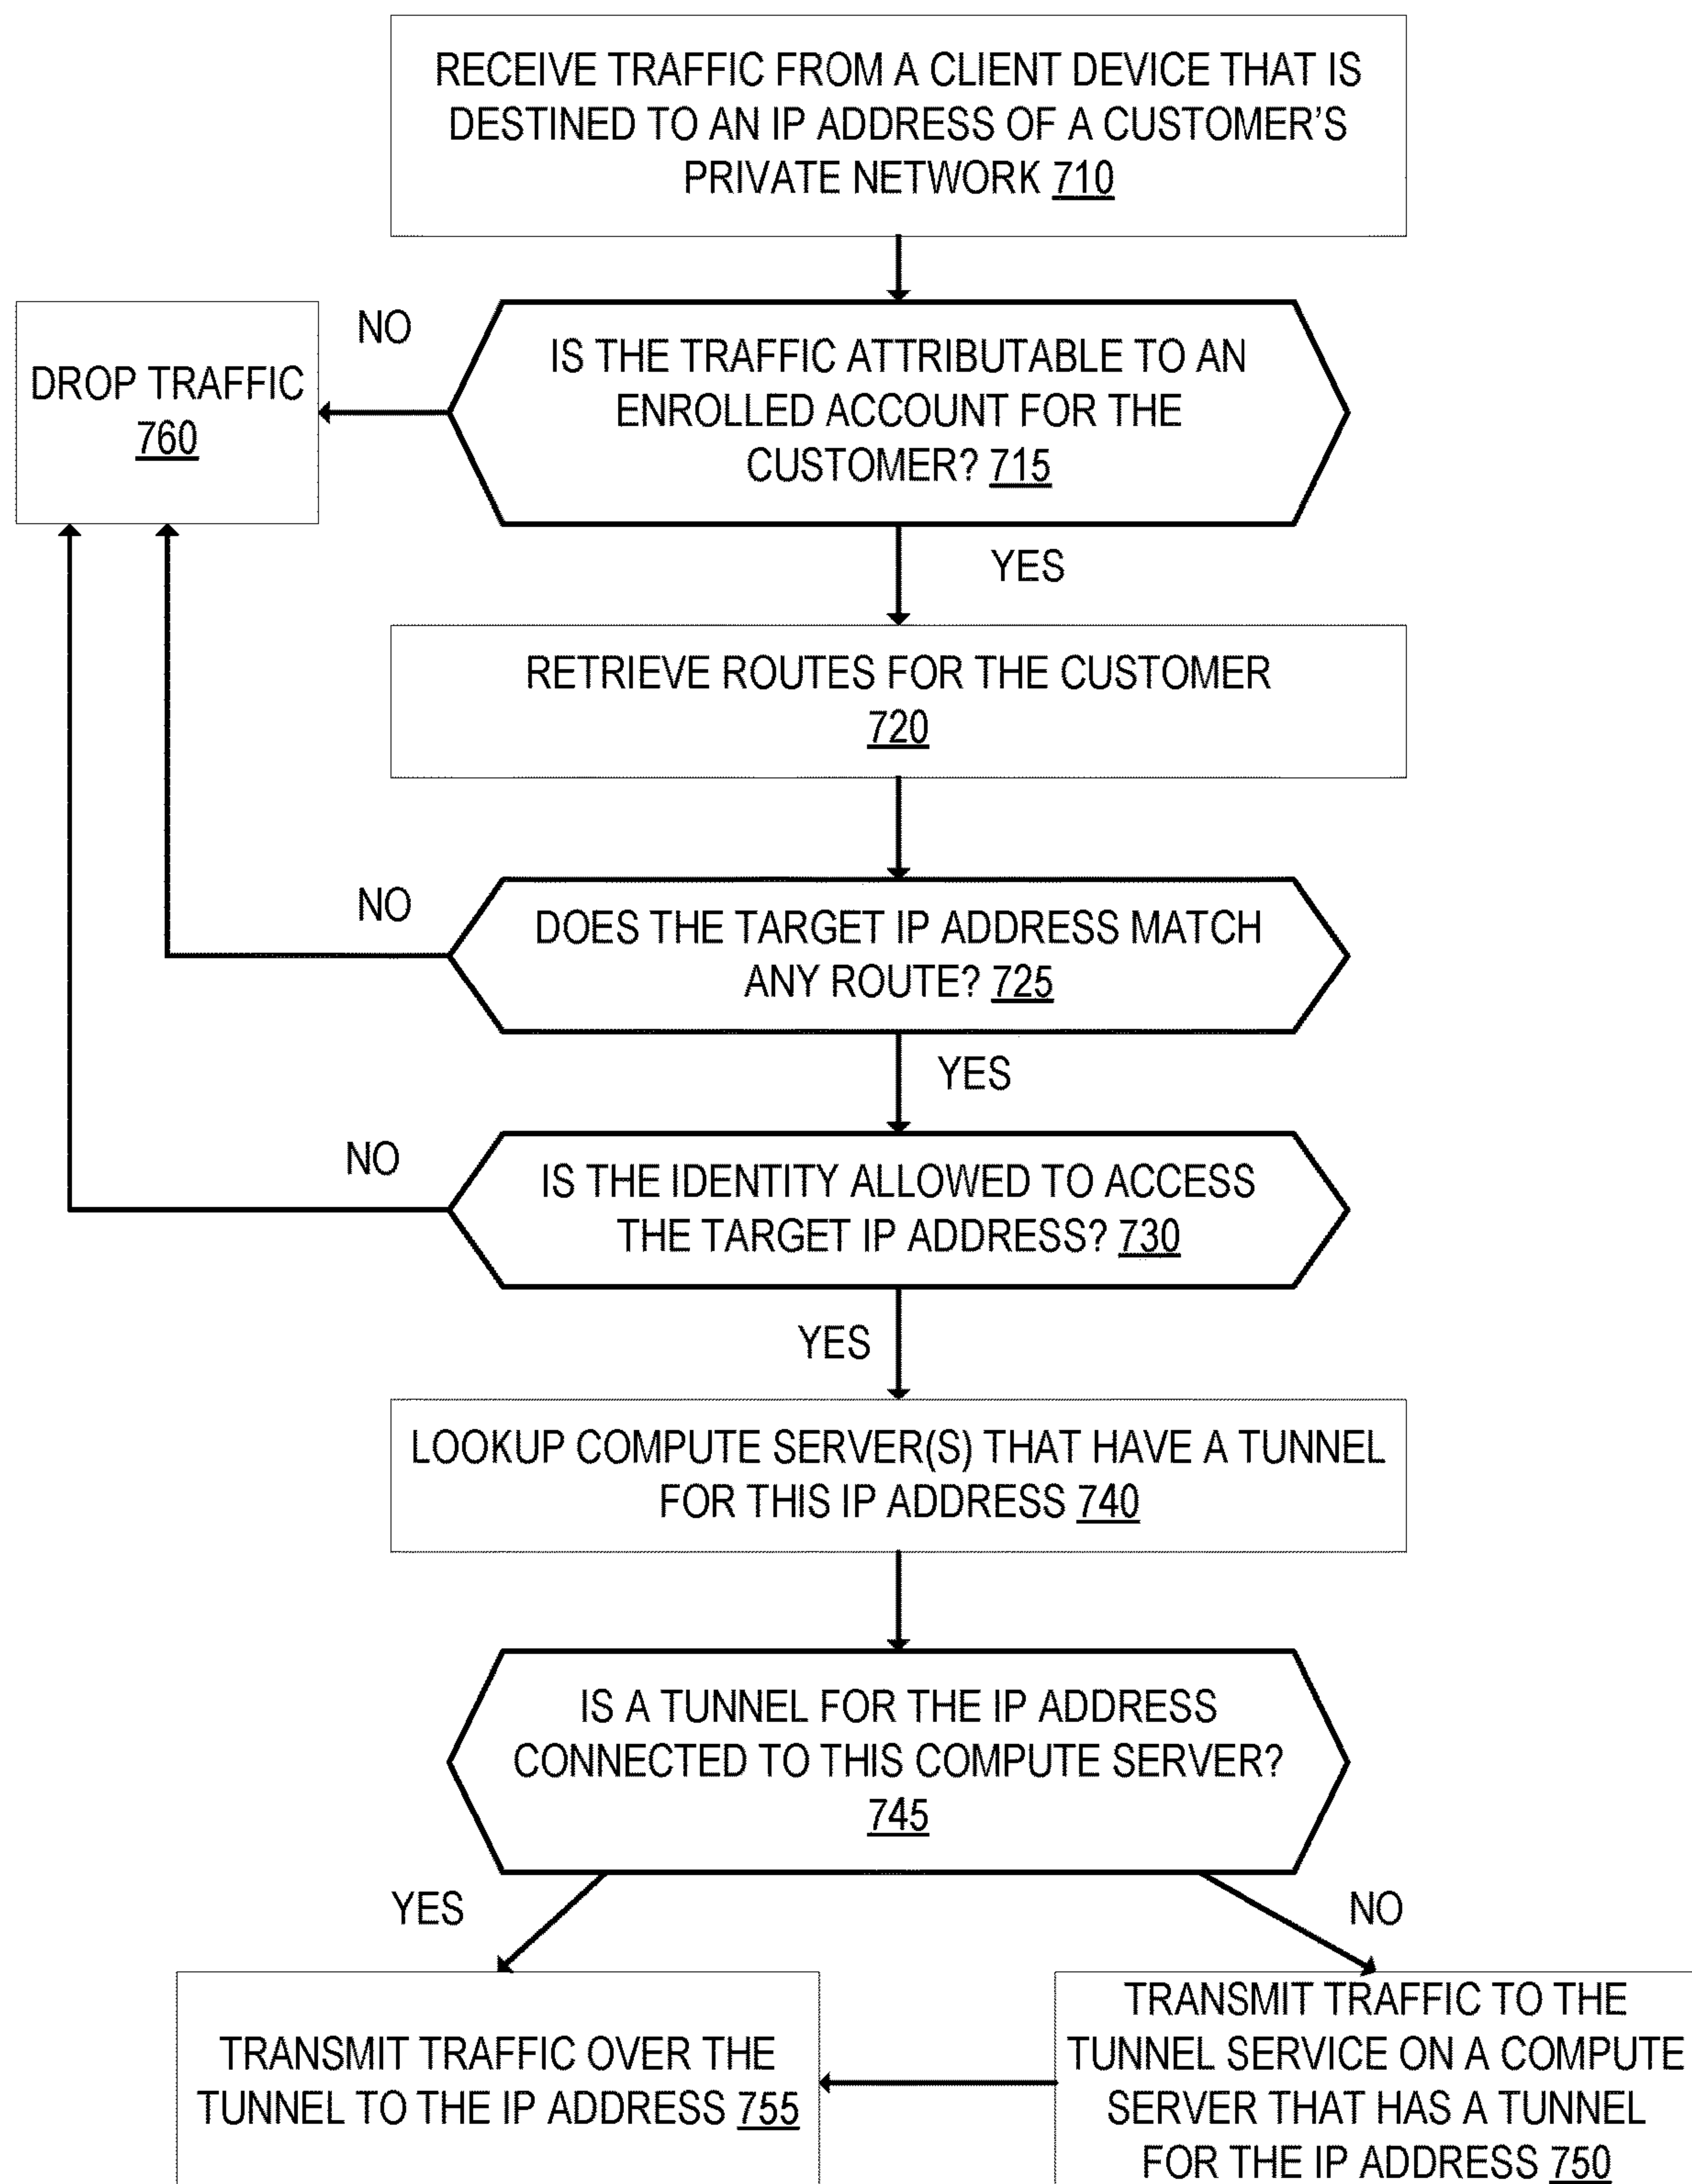 RECEIVE TRAFFIC FROM A CLIENT DEVICE THAT IS
DESTINED TO AN IP ADDRESS OF A CUSTOMER'S
PRIVATE NETWORK 710
NO
DROP TRAFFIC
760
IS THE TRAFFIC ATTRIBUTABLE TO AN
ENROLLED ACCOUNT FOR THE
CUSTOMER? 715
YES
RETRIEVE ROUTES FOR THE CUSTOMER
720
NO
DOES THE TARGET IP ADDRESS MATCH
ANY ROUTE? 725
YES
NO
IS THE IDENTITY ALLOWED TO ACCESS
THE TARGET IP ADDRESS? 730
YES
LOOKUP COMPUTE SERVER(S) THAT HAVE A TUNNEL
FOR THIS IP ADDRESS 740
IS A TUNNEL FOR THE IP ADDRESS
CONNECTED TO THIS COMPUTE SERVER?
745
YES
NO
TRANSMIT TRAFFIC OVER THE
TUNNEL TO THE IP ADDRESS 755
TRANSMIT TRAFFIC TO THE
TUNNEL SERVICE ON A COMPUTE
SERVER THAT HAS A TUNNEL
FOR THE IP ADDRESS 750